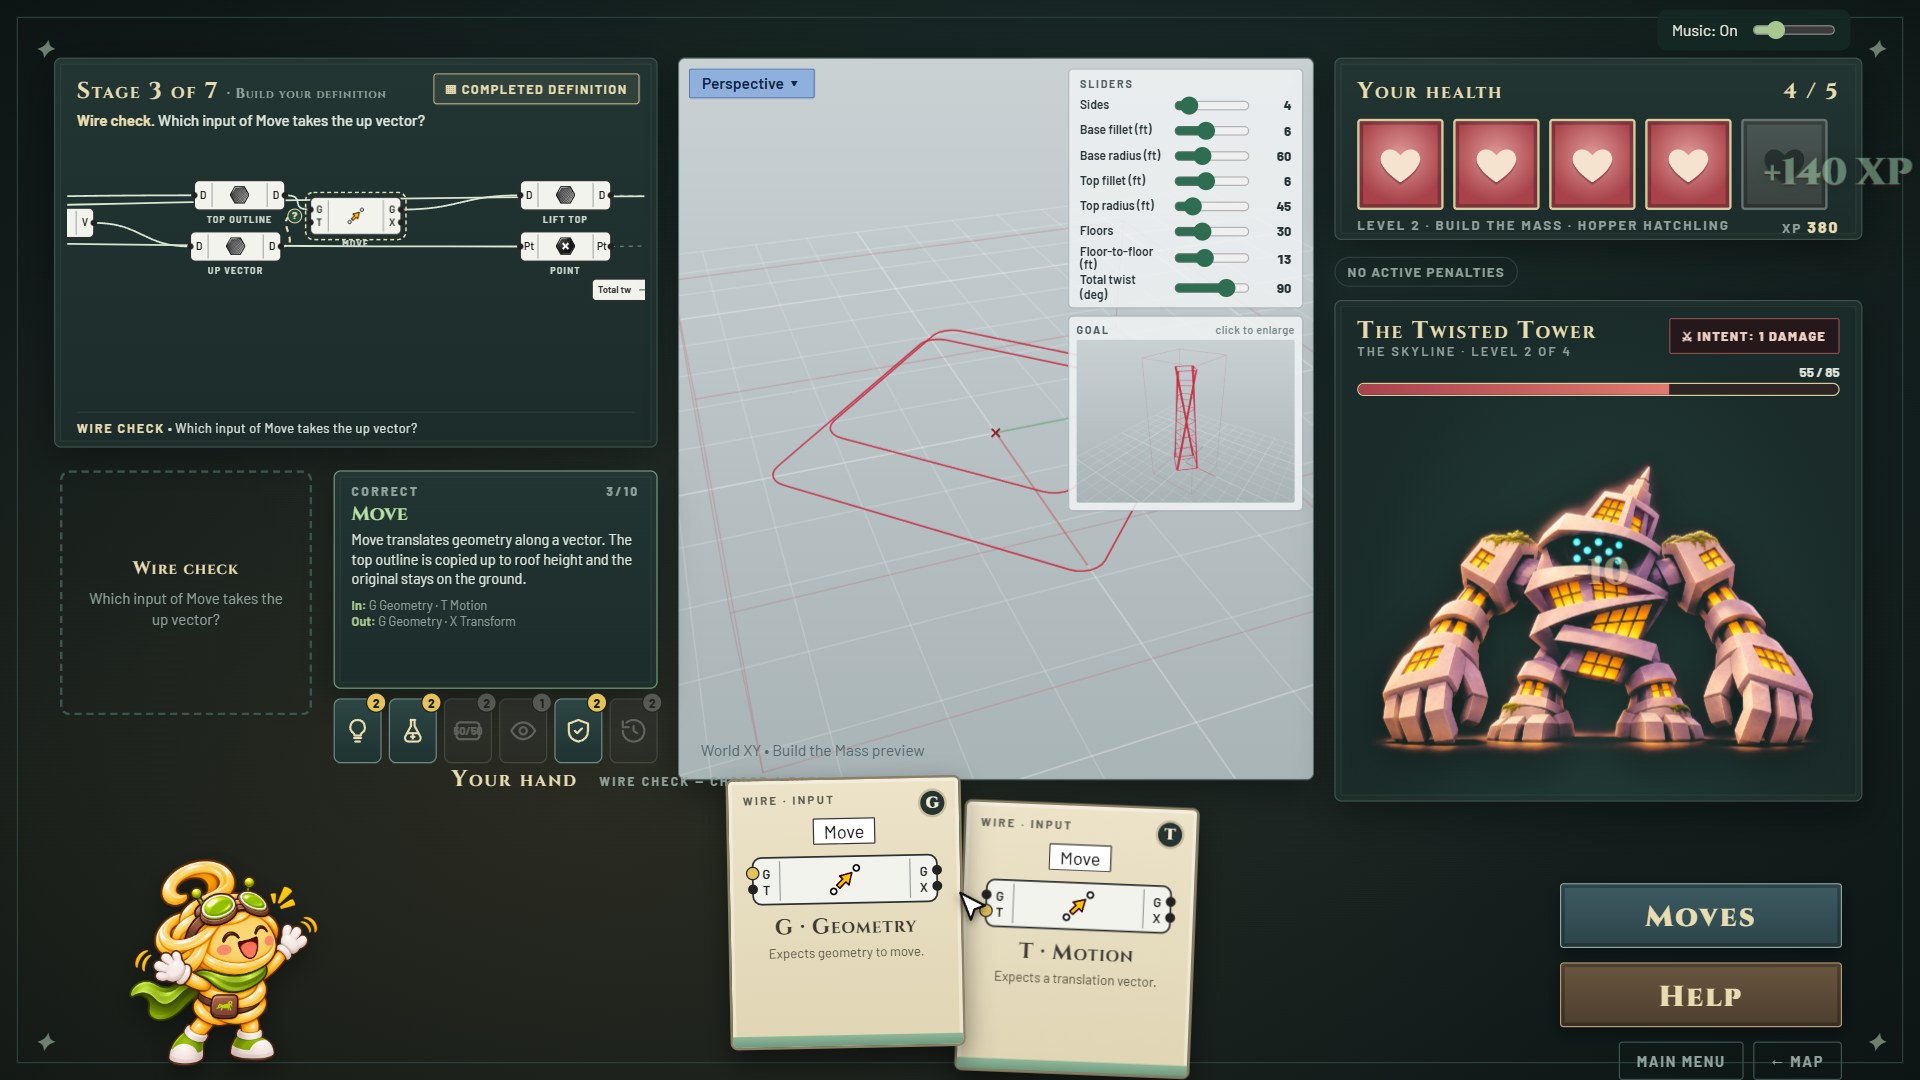 Music: On
STAGE 3 OF 7 · BUILD YOUR DEFINITION
COMPLETED DEFINITION
Wire check. Which input of Move takes the up vector?
D D
TOP OUTLINE
G G
T X
MOVE
?
D D
LIFT TOP
V
D D
UP VECTOR
Pt Pt
POINT
Total tw
WIRE CHECK • Which input of Move takes the up vector?
WIRE CHECK
Which input of Move takes the
up vector?
CORRECT 3/10
MOVE
Move translates geometry along a vector. The
top outline is copied up to roof height and the
original stays on the ground.
In: G Geometry · T Motion
Out: G Geometry · X Transform
2 2 2 1 2 2
50/50
YOUR HAND WIRE CHECK –
Perspective ▼
SLIDERS
Sides 4
Base fillet (ft) 6
Base radius (ft) 60
Top fillet (ft) 6
Top radius (ft) 45
Floors 30
Floor-to-floor
(ft) 13
Total twist
(deg) 90
GOAL click to enlarge
World XY • Build the Mass preview
WIRE · INPUT G
Move
G G
T X
G · GEOMETRY
Expects geometry to move.
WIRE · INPUT T
Move
G G
T X
T · MOTION
Expects a translation vector.
YOUR HEALTH 4 / 5
+140 XP
LEVEL 2 · BUILD THE MASS · HOPPER HATCHLING XP 380
NO ACTIVE PENALTIES
THE TWISTED TOWER
THE SKYLINE · LEVEL 2 OF 4
INTENT: 1 DAMAGE
55 / 85
MOVES
HELP
MAIN MENU
← MAP